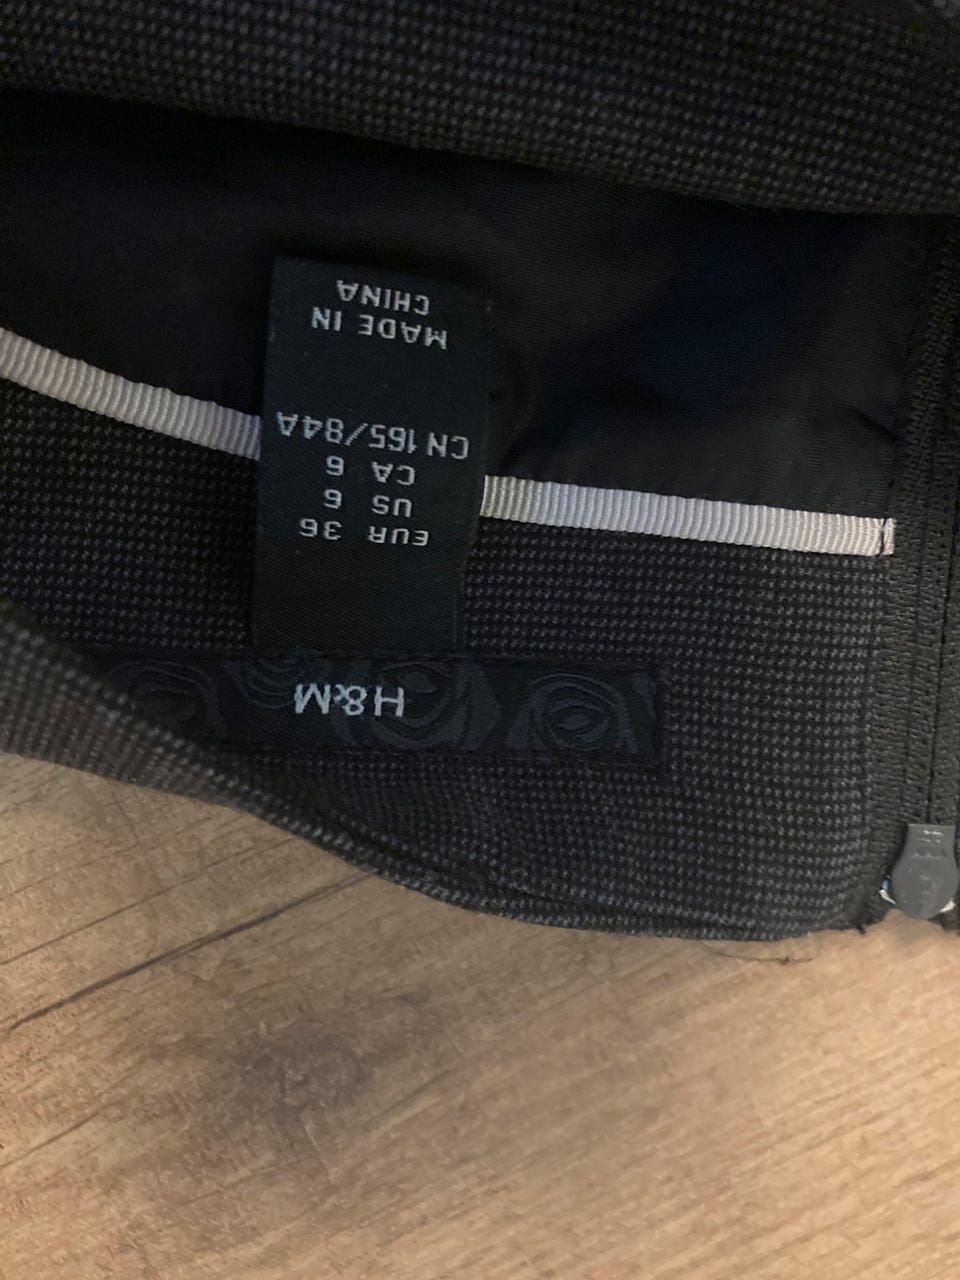 H&M
EUR 36
US 6
CA 6
CN 165/84A
MADE IN
CHINA